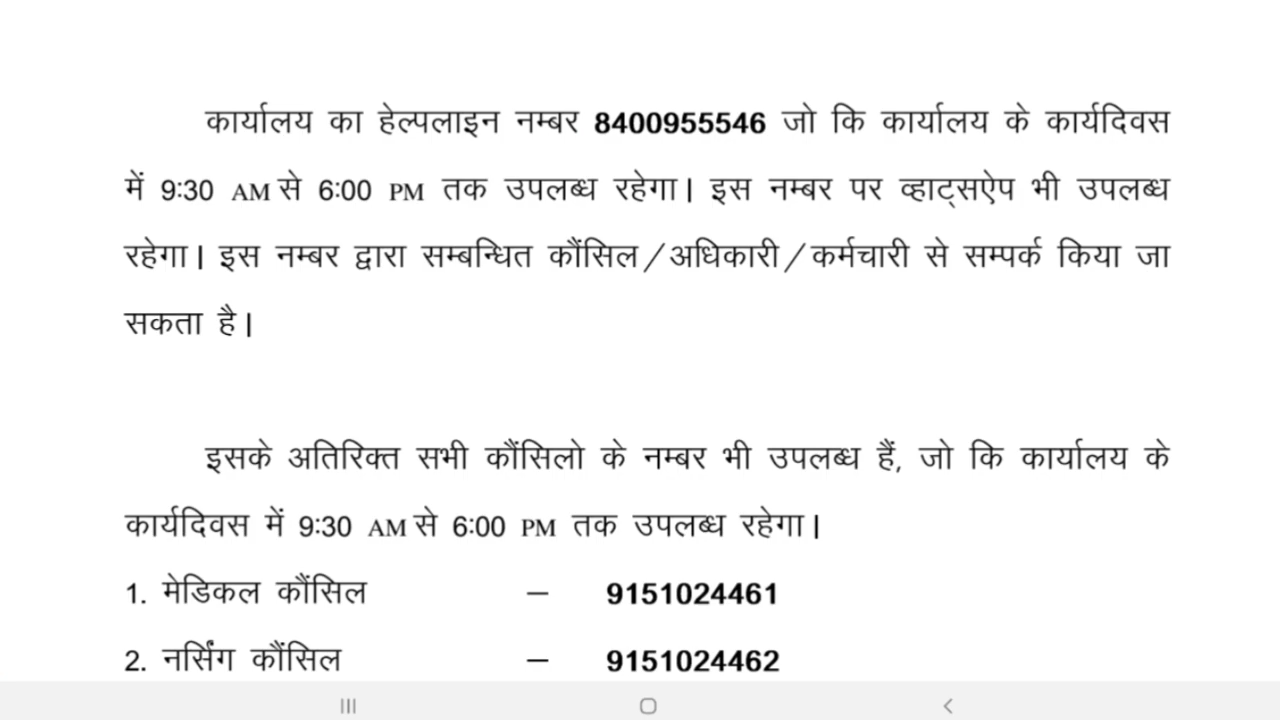 कार्यालय का हेल्पलाइन नम्बर 8400955546 जो कि कार्यालय के कार्यदिवस
में 9:30 AM से 6:00 PM तक उपलब्ध रहेगा। इस नम्बर पर व्हाट्सऐप भी उपलब्ध
रहेगा। इस नम्बर द्वारा सम्बन्धित कौंसिल/अधिकारी/कर्मचारी से सम्पर्क किया जा
सकता है।
इसके अतिरिक्त सभी कौंसिलो के नम्बर भी उपलब्ध हैं, जो कि कार्यालय के
कार्यदिवस में 9:30 AM से 6:00 PM तक उपलब्ध रहेगा।
1. मेडिकल कौंसिल – 9151024461
2. नर्सिंग कौंसिल – 9151024462